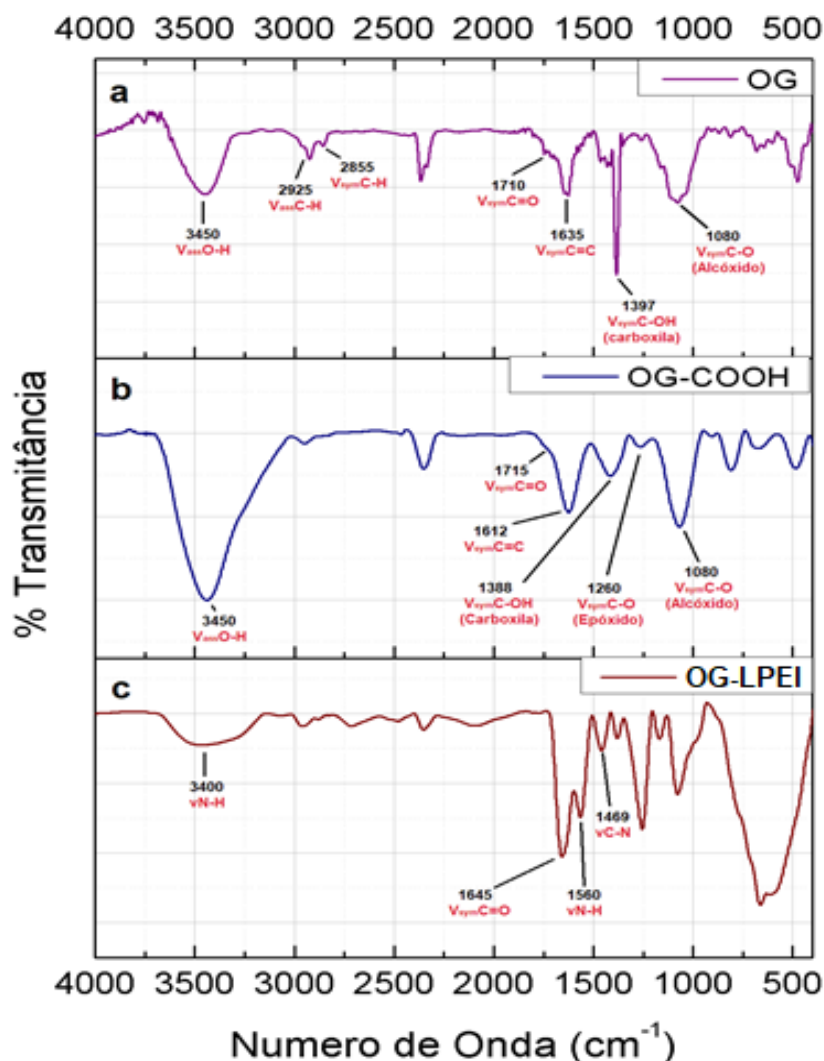 4000 3500 3000 2500 2000 1500 1000 500
a
OG
2925
VassC-H
2855
VsymC-H
3450
VassO-H
1710
VsymC=O
1635
VsymC=C
1080
VsymC-O
(Alcóxido)
1397
VsymC-OH
(carboxila)
b
OG-COOH
1715
VsymC=O
1612
VsymC=C
1388
VsymC-OH
(Carboxila)
1260
VsymC-O
(Epóxido)
1080
VsymC-O
(Alcóxido)
3450
VassO-H
c
OG-LPEI
3400
vN-H
1469
vC-N
1645
VsymC=O
1560
vN-H
% Transmitância
4000 3500 3000 2500 2000 1500 1000 500
Numero de Onda (cm⁻¹)